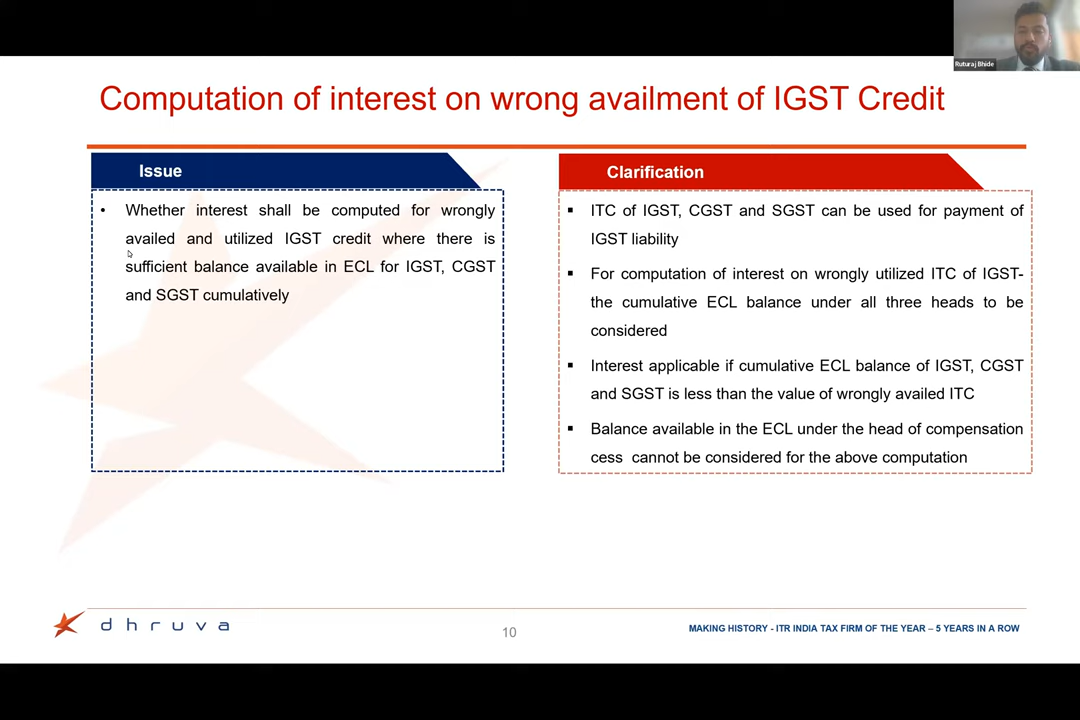 Ruturaj Bhide
Computation of interest on wrong availment of IGST Credit
Issue
• Whether interest shall be computed for wrongly
availed and utilized IGST credit where there is
sufficient balance available in ECL for IGST, CGST
and SGST cumulatively
Clarification
▪ ITC of IGST, CGST and SGST can be used for payment of
IGST liability
▪ For computation of interest on wrongly utilized ITC of IGST-
the cumulative ECL balance under all three heads to be
considered
▪ Interest applicable if cumulative ECL balance of IGST, CGST
and SGST is less than the value of wrongly availed ITC
▪ Balance available in the ECL under the head of compensation
cess cannot be considered for the above computation
dhruva
10
MAKING HISTORY - ITR INDIA TAX FIRM OF THE YEAR – 5 YEARS IN A ROW